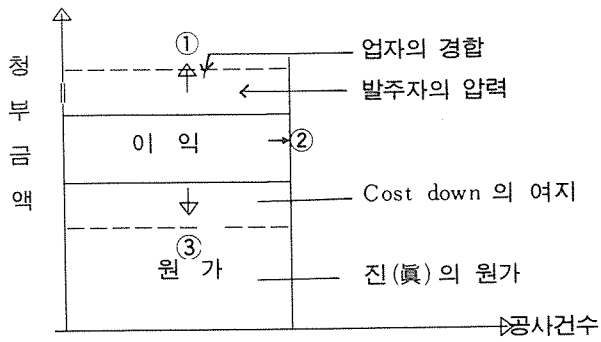 ①
업자의 경합
발주자의 압력
청부금액
이 익
②
Cost down 의 여지
③
원 가
진(眞)의 원가
공사건수